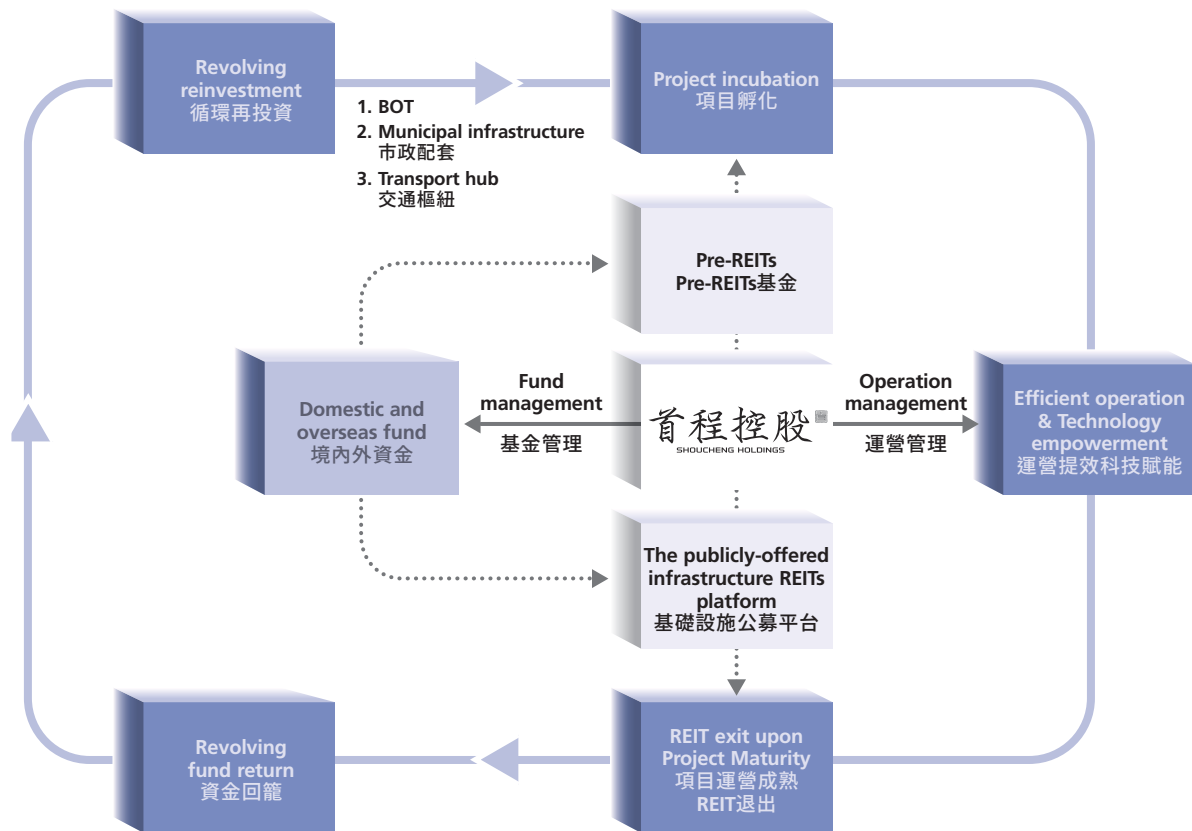 Revolving
reinvestment
循環再投資
1. BOT
2. Municipal infrastructure
市政配套
3. Transport hub
交通樞紐
Project incubation
項目孵化
Pre-REITs
Pre-REITs基金
Domestic and
overseas fund
境內外資金
Fund
management
基金管理
首程控股
SHOUCHENG HOLDINGS
Operation
management
運營管理
Efficient operation
& Technology
empowerment
運營提效科技賦能
The publicly-offered
infrastructure REITs
platform
基礎設施公募平台
Revolving
fund return
資金回籠
REIT exit upon
Project Maturity
項目運營成熟
REIT退出